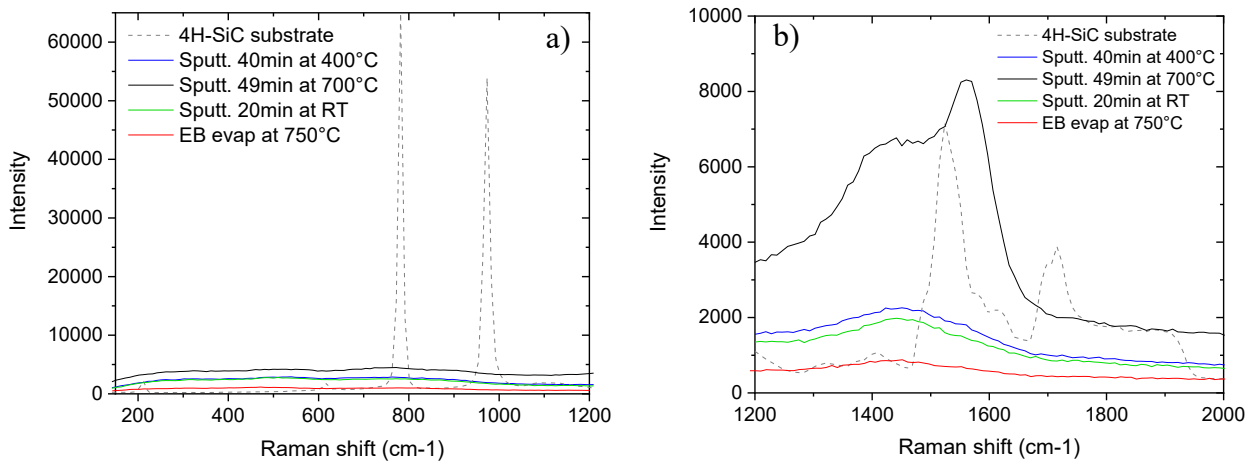 a)
4H-SiC substrate
Sputt. 40min at 400°C
Sputt. 49min at 700°C
Sputt. 20min at RT
EB evap at 750°C
60000
50000
40000
30000
20000
10000
0
Intensity
200 400 600 800 1000 1200
Raman shift (cm-1)
b)
4H-SiC substrate
Sputt. 40min at 400°C
Sputt. 49min at 700°C
Sputt. 20min at RT
EB evap at 750°C
10000
8000
6000
4000
2000
0
Intensity
1200 1400 1600 1800 2000
Raman shift (cm-1)